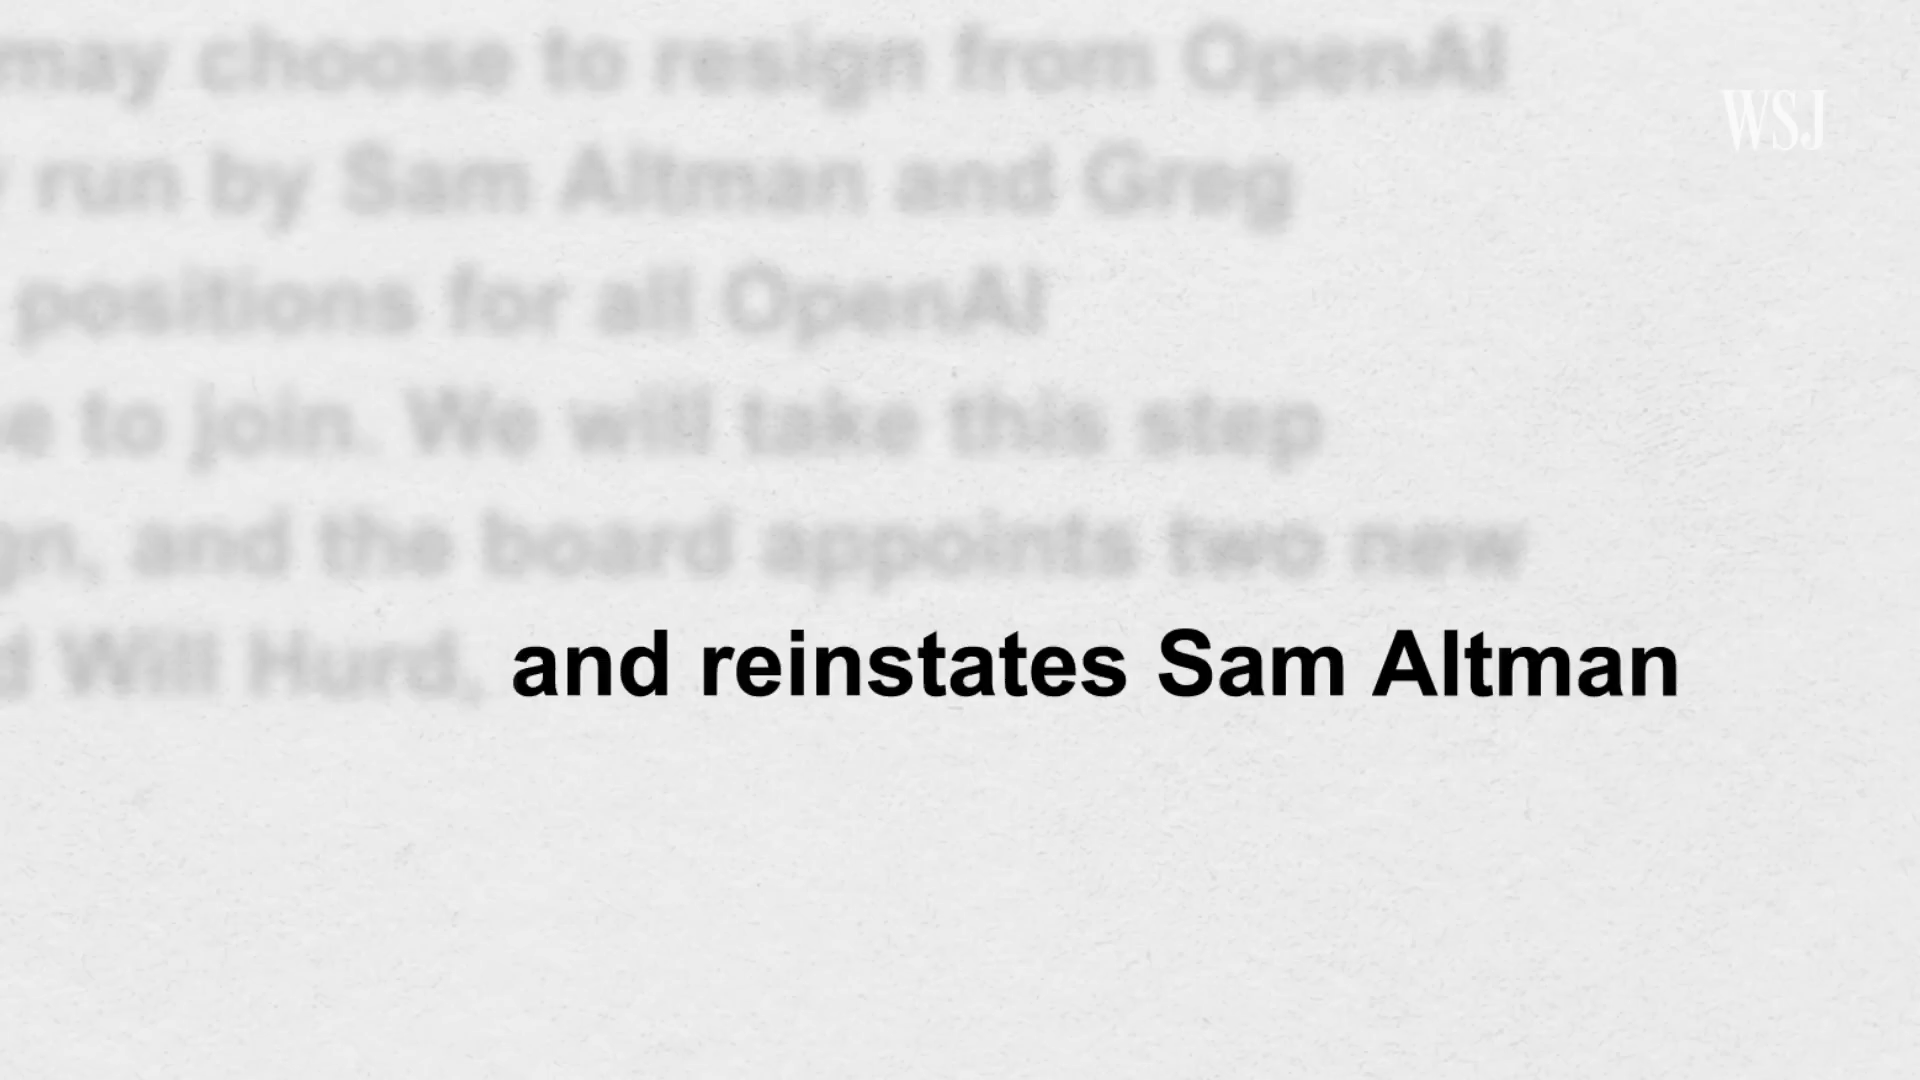 may choose to resign from OpenAI
WSJ
run by Sam Altman and Greg
positions for all OpenAI
e to join. We will take this step
gn, and the board appoints two new
d Will Hurd, and reinstates Sam Altman